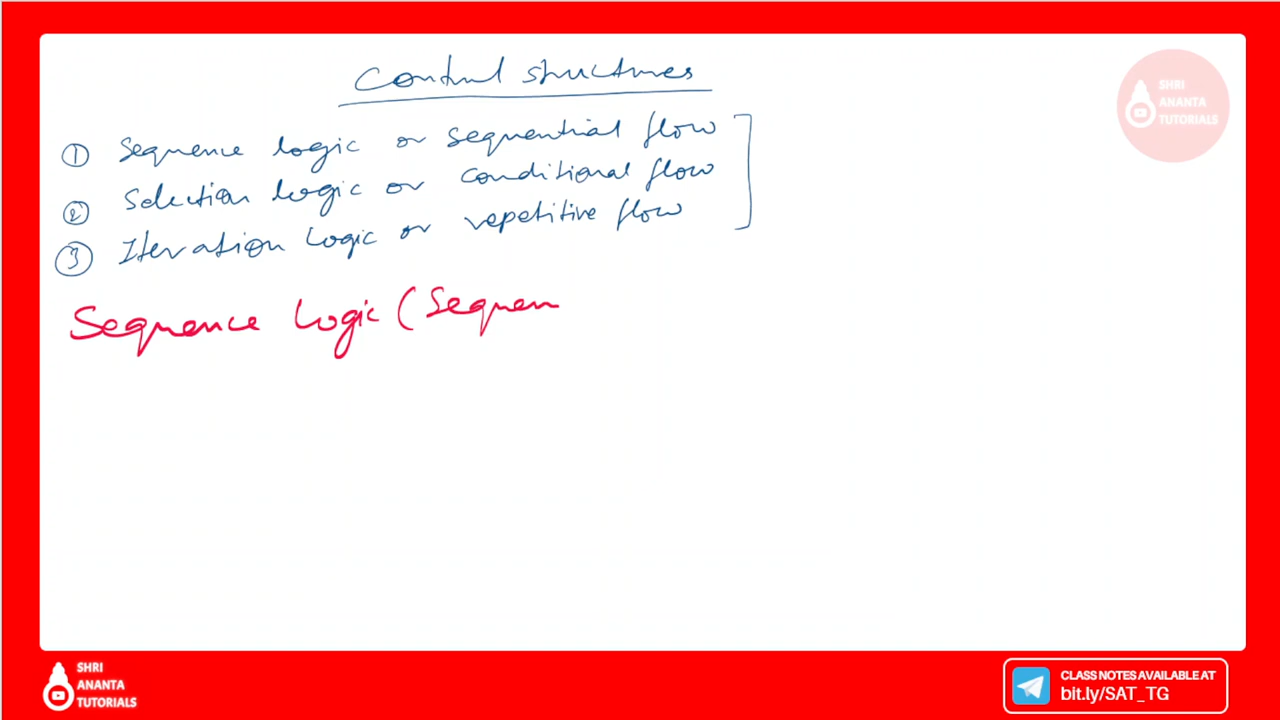 Control structures
SHRI
ANANTA
TUTORIALS
① Sequence logic or sequential flow
② Selection logic or conditional flow
③ Iteration Logic or repetitive flow
Sequence Logic (Sequen
SHRI
ANANTA
TUTORIALS
CLASS NOTES AVAILABLE AT
bit.ly/SAT_TG